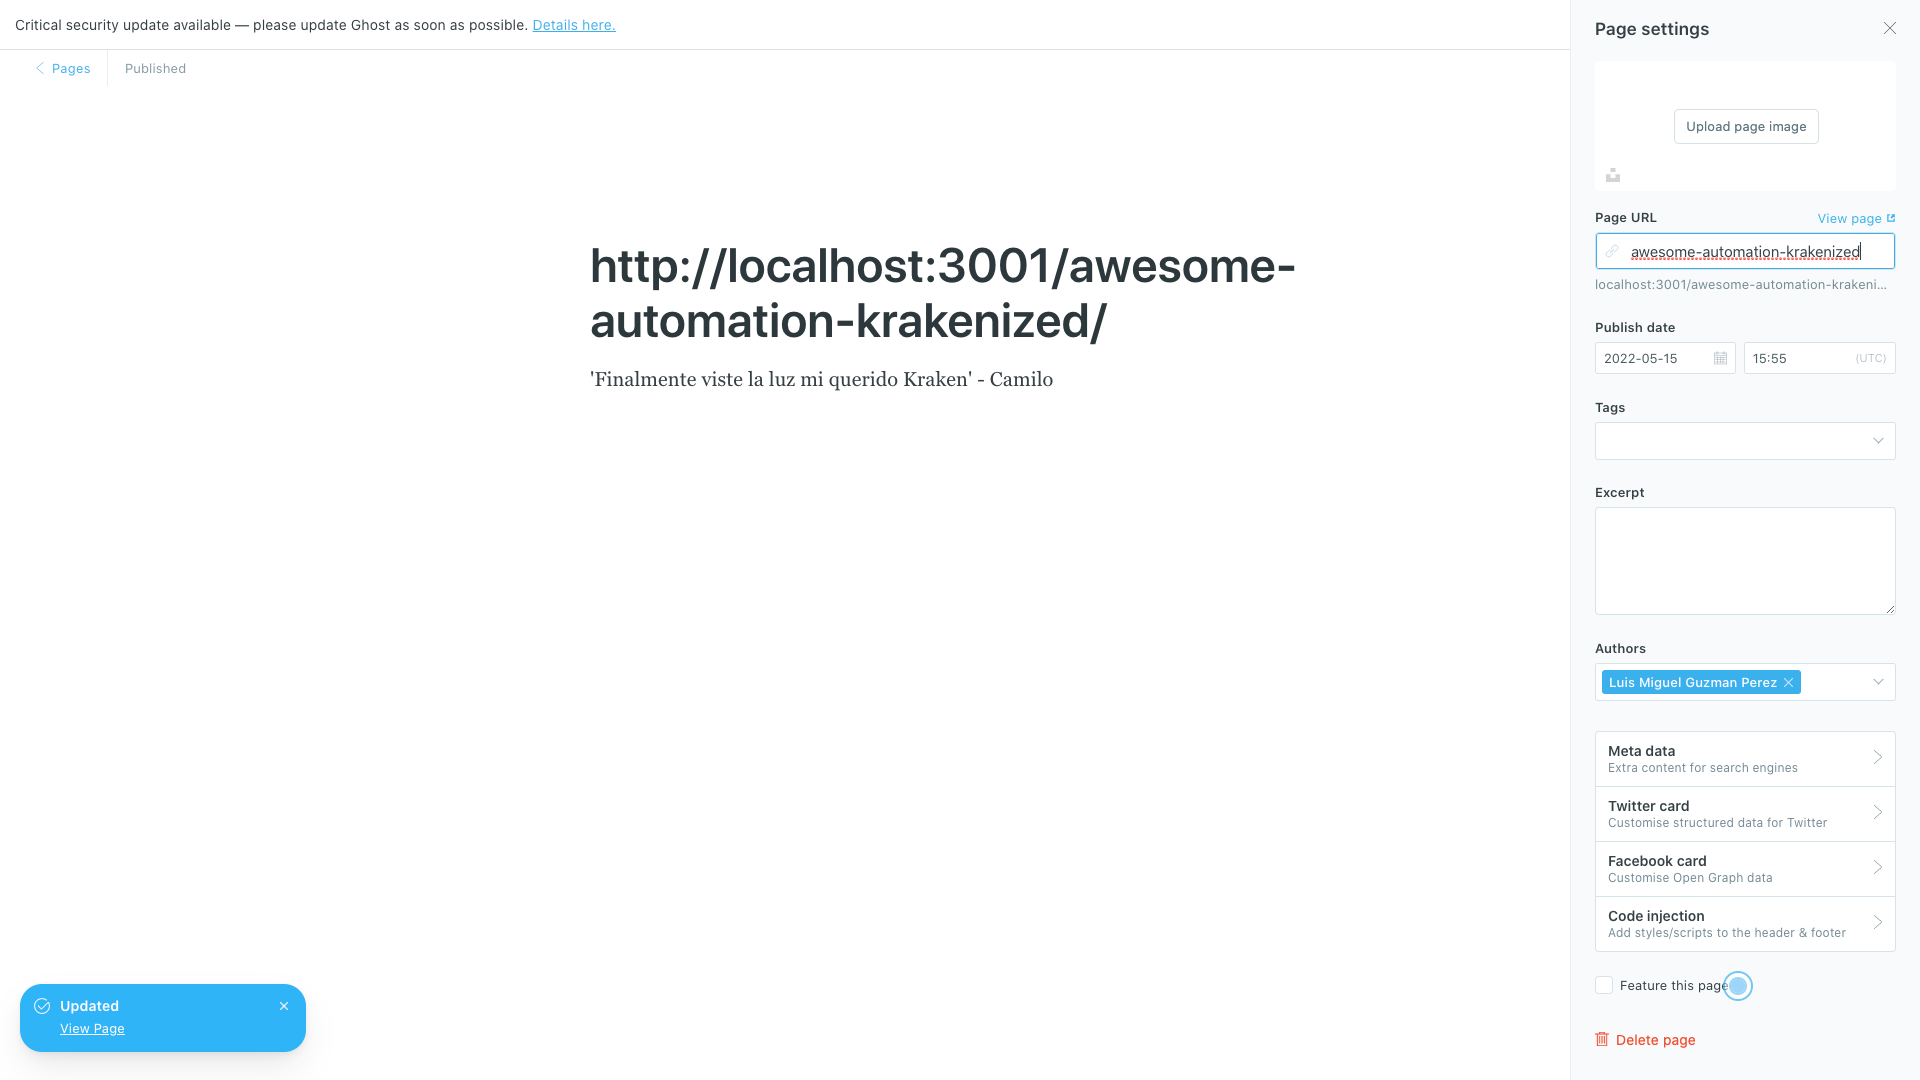 Critical security update available — please update Ghost as soon as possible. Details here.
Pages
Published
http://localhost:3001/awesome-
automation-krakenized/
'Finalmente viste la luz mi querido Kraken' - Camilo
Updated
View Page
Page settings
Upload page image
Page URL
View page
awesome-automation-krakenized
localhost:3001/awesome-automation-krakeni...
Publish date
2022-05-15
15:55
(UTC)
Tags
Excerpt
Authors
Luis Miguel Guzman Perez
Meta data
Extra content for search engines
Twitter card
Customise structured data for Twitter
Facebook card
Customise Open Graph data
Code injection
Add styles/scripts to the header & footer
Feature this page
Delete page